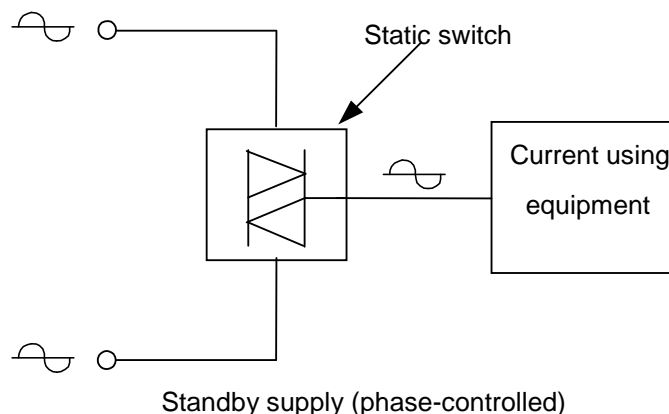 Static switch
Current using
equipment
Standby supply (phase-controlled)